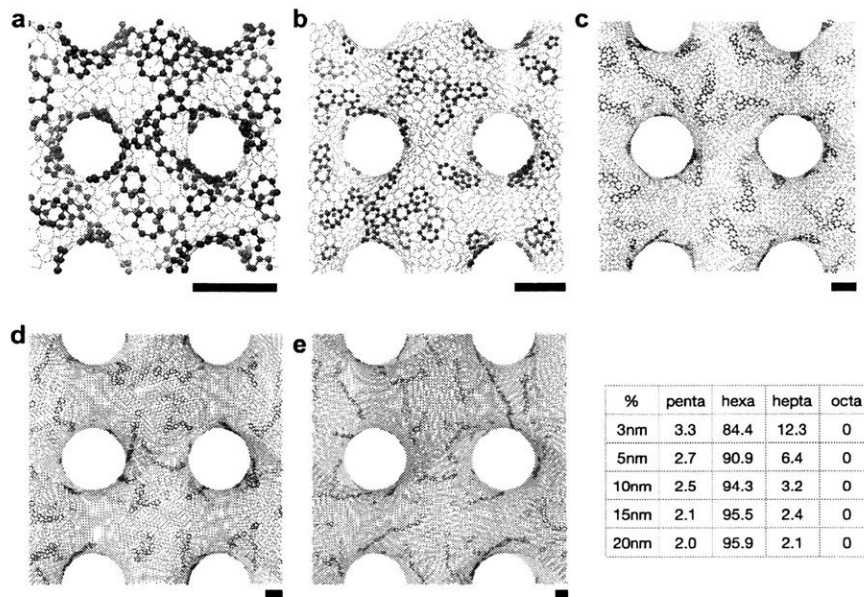 a
b
c
d
e
% penta hexa hepta octa
3nm 3.3 84.4 12.3 0
5nm 2.7 90.9 6.4 0
10nm 2.5 94.3 3.2 0
15nm 2.1 95.5 2.4 0
20nm 2.0 95.9 2.1 0